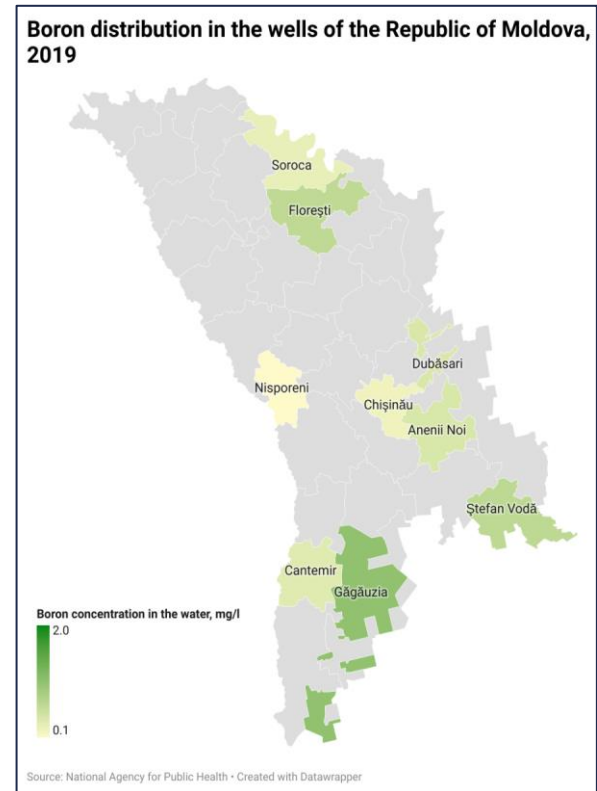 Boron distribution in the wells of the Republic of Moldova,
2019
Soroca
Florești
Dubăsari
Nisporeni
Chișinău
Anenii Noi
Ștefan Vodă
Cantemir
Găgăuzia
Boron concentration in the water, mg/l
2.0
0.1
Source: National Agency for Public Health • Created with Datawrapper